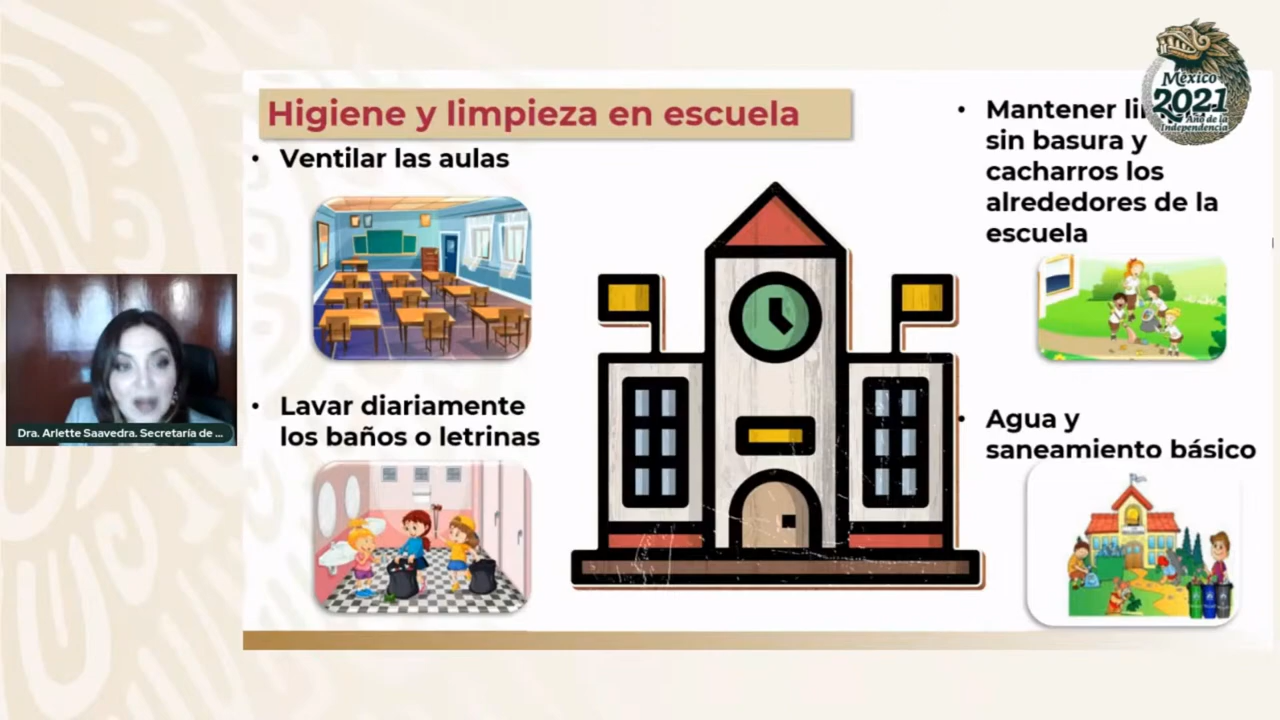 Higiene y limpieza en escuela
• Ventilar las aulas
• Lavar diariamente
los baños o letrinas
• Mantener
sin basura y
cacharros los
alrededores de la
escuela
• Agua y
saneamiento básico
México
2021
Año de la
Independencia
Dra. Arlette Saavedra. Secretaría de ...